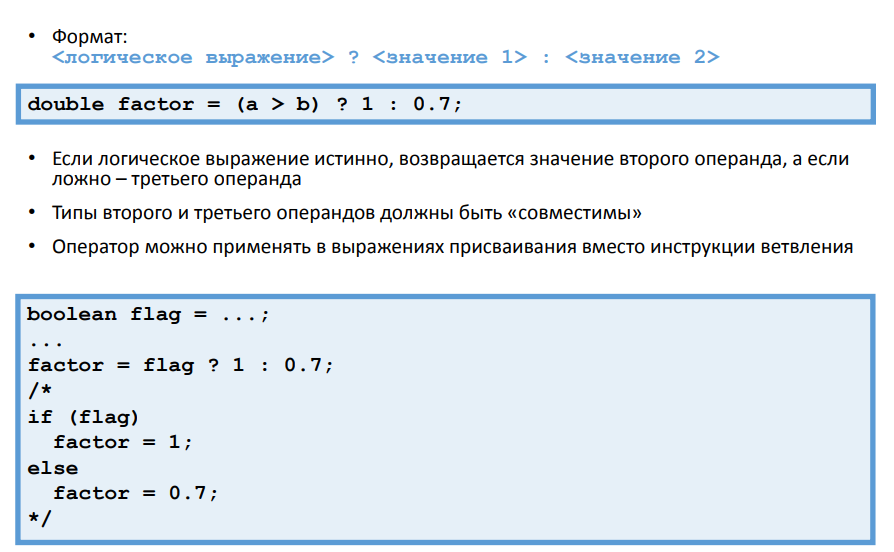 • Формат:
<логическое выражение> ? <значение 1> : <значение 2>
double factor = (a > b) ? 1 : 0.7;
• Если логическое выражение истинно, возвращается значение второго операнда, а если
ложно – третьего операнда
• Типы второго и третьего операндов должны быть «совместимы»
• Оператор можно применять в выражениях присваивания вместо инструкции ветвления
boolean flag = ...;
...
factor = flag ? 1 : 0.7;
/*
if (flag)
  factor = 1;
else
  factor = 0.7;
*/